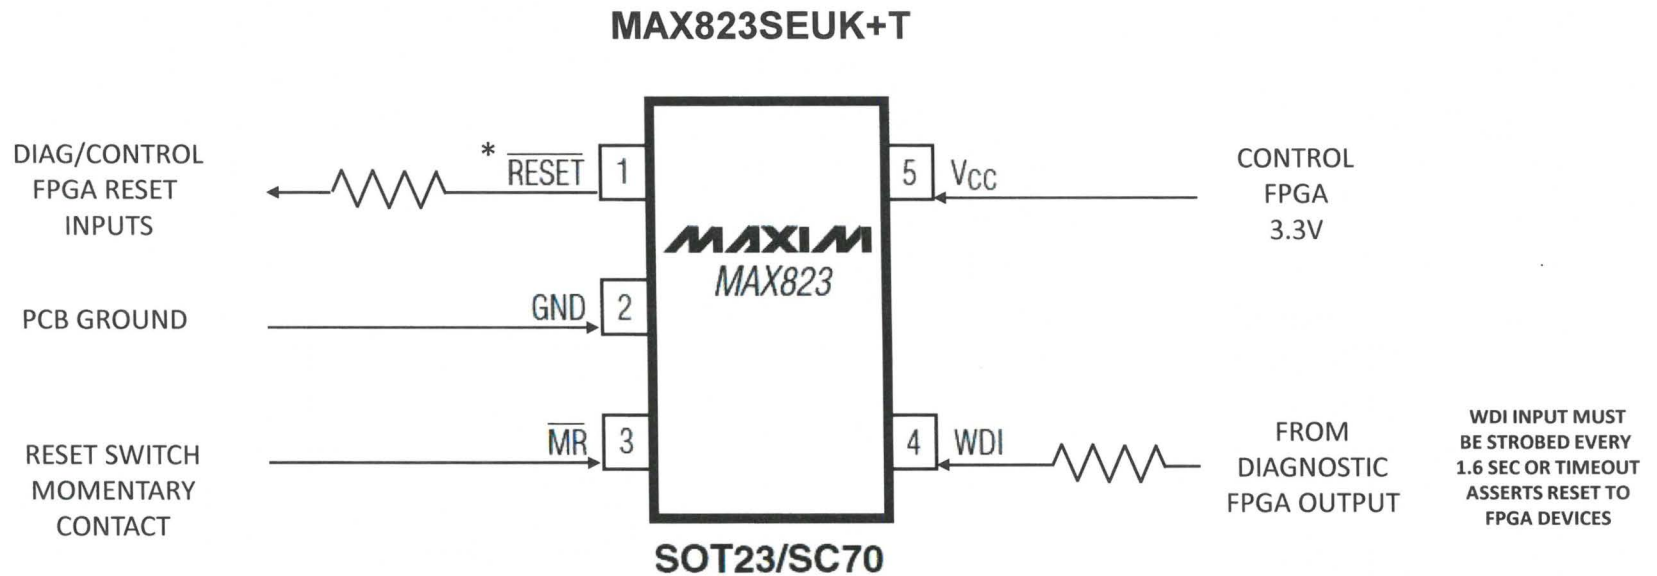 MAX823SEUK+T
DIAG/CONTROL
FPGA RESET
INPUTS
* RESET
1
5
VCC
CONTROL
FPGA
3.3V
MAXIM
MAX823
PCB GROUND
GND
2
RESET SWITCH
MOMENTARY
CONTACT
MR
3
4
WDI
FROM
DIAGNOSTIC
FPGA OUTPUT
WDI INPUT MUST
BE STROBED EVERY
1.6 SEC OR TIMEOUT
ASSERTS RESET TO
FPGA DEVICES
SOT23/SC70